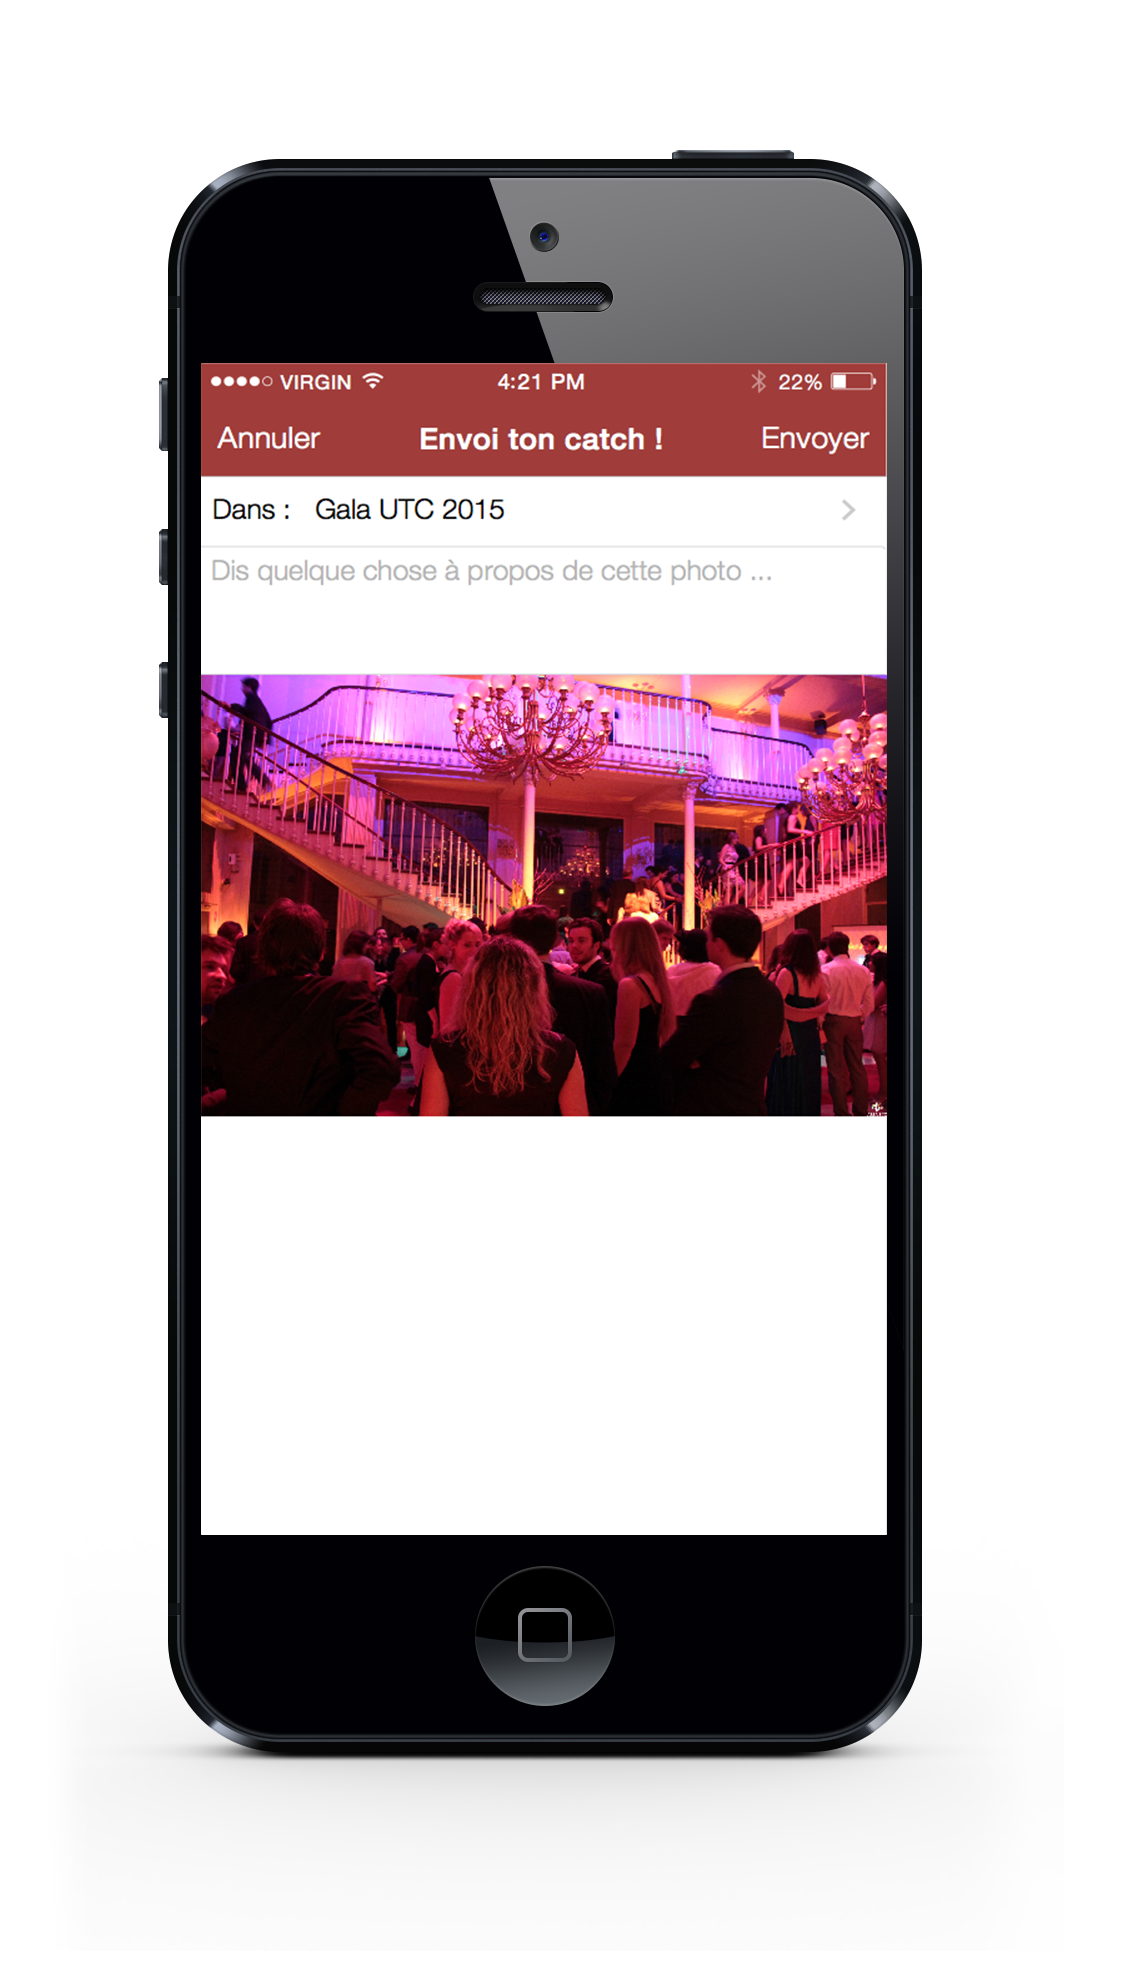 VIRGIN 4:21 PM 22%
Annuler Envoi ton catch ! Envoyer
Dans : Gala UTC 2015
Dis quelque chose à propos de cette photo ...